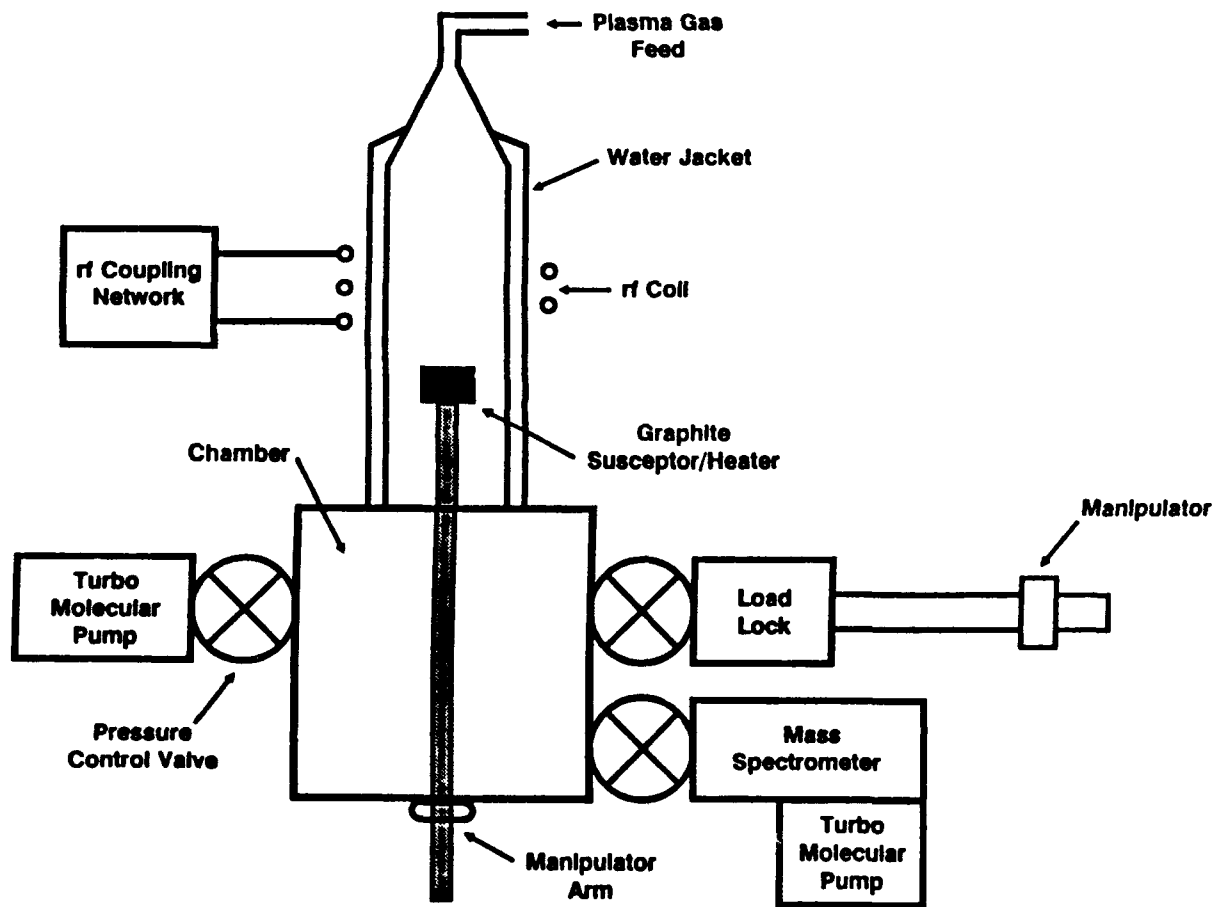 Plasma Gas
Feed
Water Jacket
rf Coupling
Network
rf Coil
Graphite
Susceptor/Heater
Chamber
Manipulator
Turbo
Molecular
Pump
Load
Lock
Pressure
Control Valve
Mass
Spectrometer
Manipulator
Arm
Turbo
Molecular
Pump